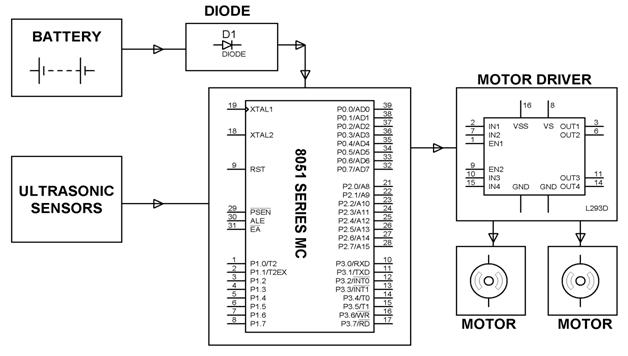 DIODE
BATTERY
D1
DIODE
ULTRASONIC
SENSORS
8051 SERIES MC
19 XTAL1 P0.0/AD0 39
P0.1/AD1 38
P0.2/AD2 37
18 XTAL2 P0.3/AD3 36
P0.4/AD4 35
P0.5/AD5 34
P0.6/AD6 33
9 RST P0.7/AD7 32
P2.0/A8 21
P2.1/A9 22
P2.2/A10 23
29 PSEN P2.3/A11 24
30 ALE P2.4/A12 25
31 EA P2.5/A13 26
P2.6/A14 27
P2.7/A15 28
1 P1.0/T2 P3.0/RXD 10
2 P1.1/T2EX P3.1/TXD 11
3 P1.2 P3.2/INT0 12
4 P1.3 P3.3/INT1 13
5 P1.4 P3.4/T0 14
6 P1.5 P3.5/T1 15
7 P1.6 P3.6/WR 16
8 P1.7 P3.7/RD 17
MOTOR DRIVER
16 8
2 IN1 VSS VS OUT1 3
7 IN2 OUT2 6
1 EN1
9 EN2
10 IN3 OUT3 11
15 IN4 GND GND OUT4 14
L293D
MOTOR MOTOR